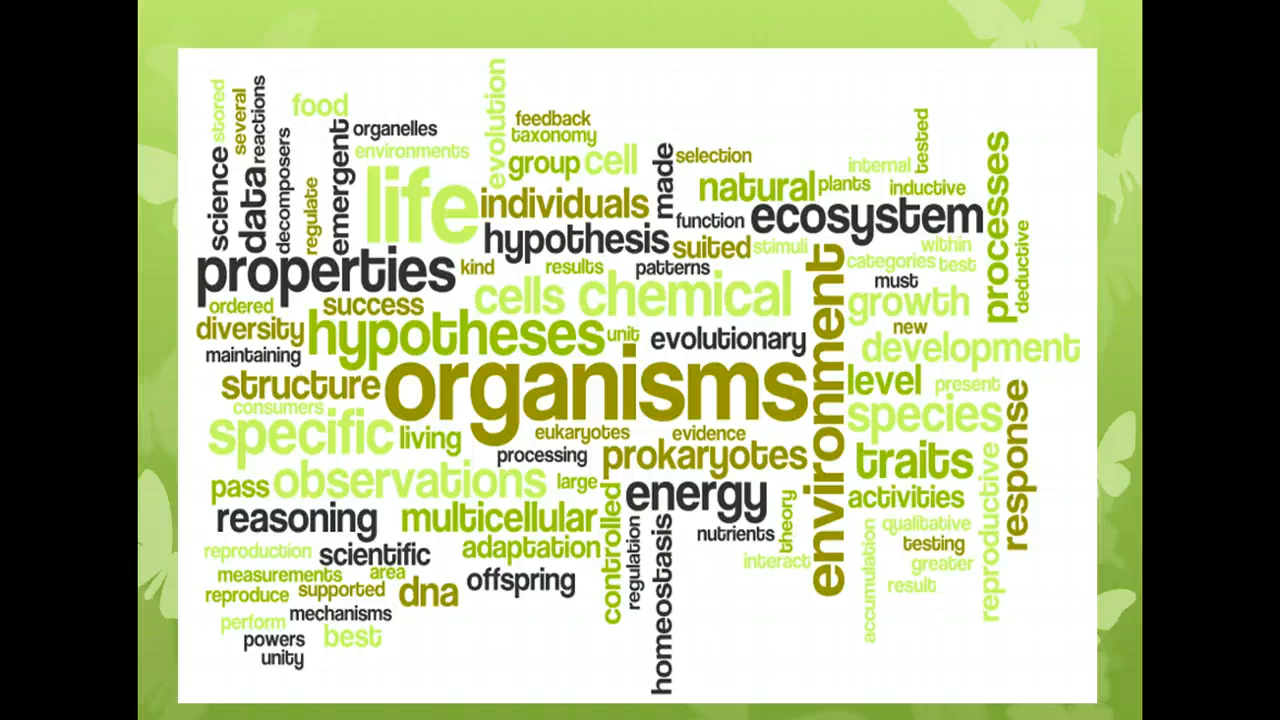 stored
several
reactions
science
data
decomposers
food
regulate
emergent
organelles
environments
evolution
feedback
taxonomy
group
cell
life
individuals
made
selection
hypothesis
function
natural
plants
internal
tested
inductive
ecosystem
processes
deductive
properties
kind
results
patterns
suited
stimuli
within
categories
test
must
ordered
success
cells
chemical
environment
growth
new
diversity
hypotheses
unit
evolutionary
development
maintaining
structure
organisms
level
present
consumers
specific
living
eukaryotes
evidence
species
response
processing
prokaryotes
traits
pass
observations
large
energy
activities
reproductive
reasoning
multicellular
controlled
nutrients
theory
qualitative
testing
reproduction
scientific
adaptation
regulation
homeostasis
interact
accumulation
greater
measurements
area
result
reproduce
supported
dna
offspring
mechanisms
perform
powers
best
unity